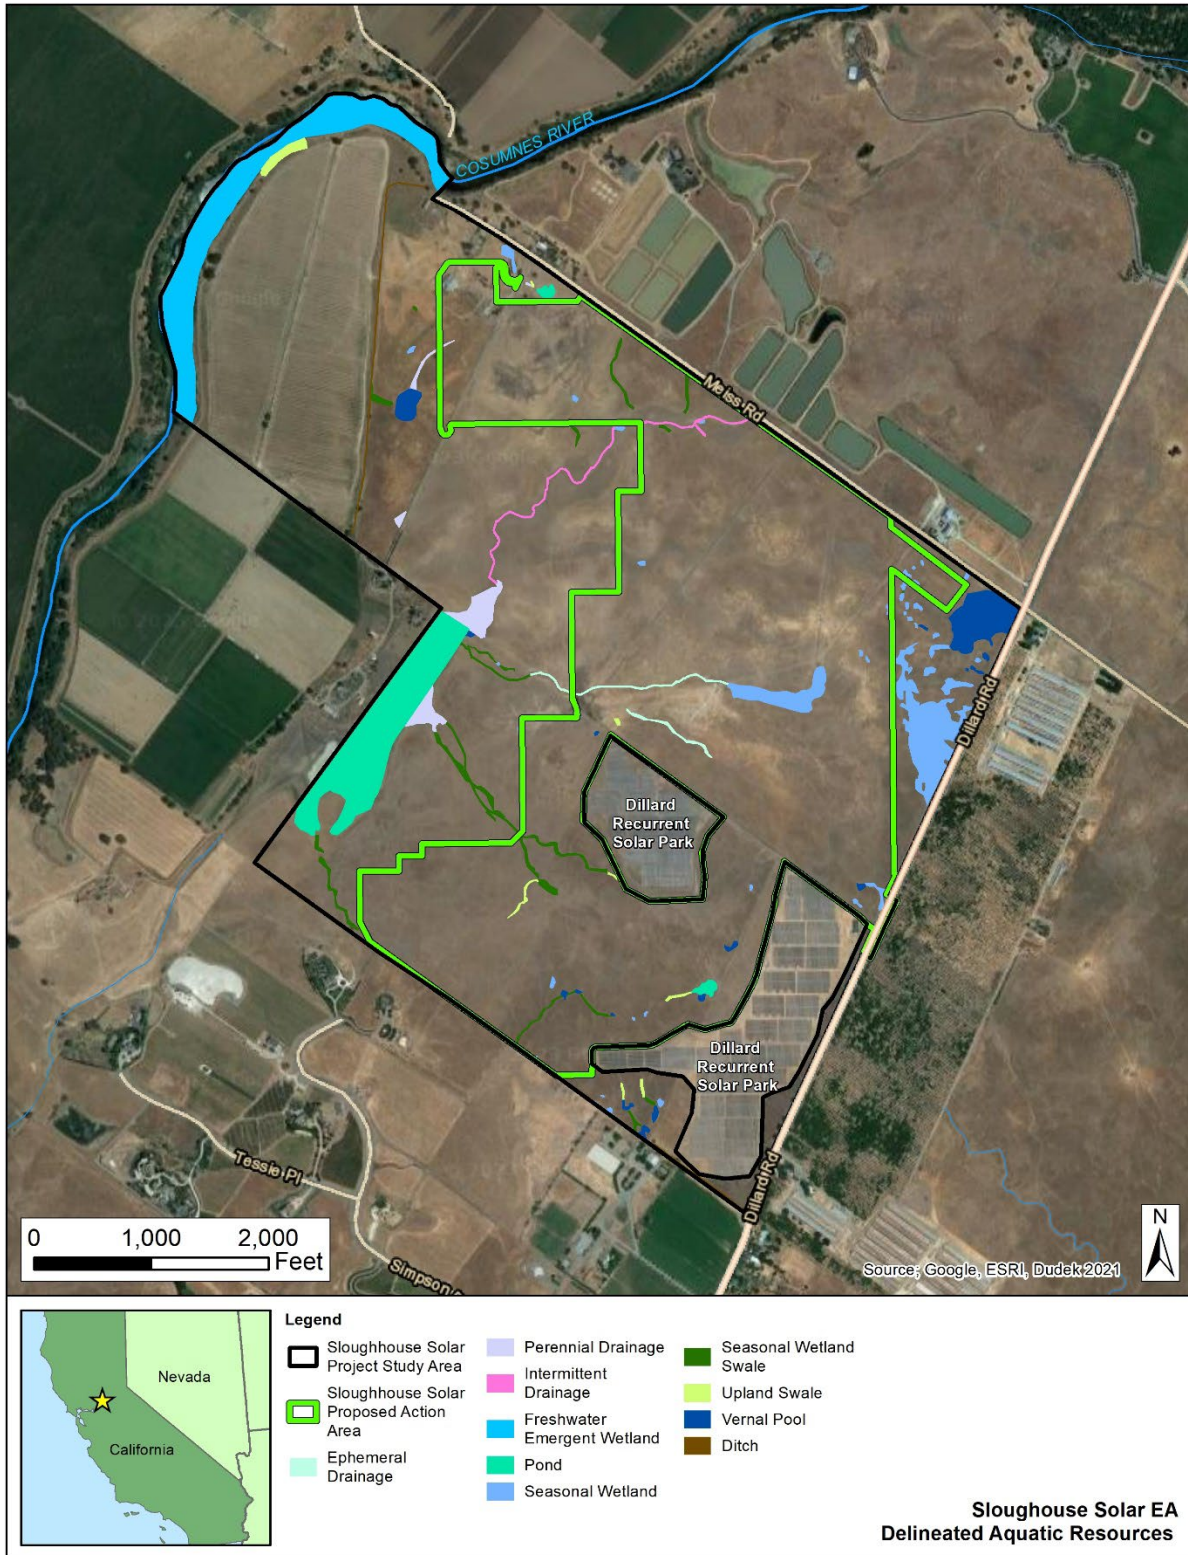 COSUMNES RIVER
Meiss Rd
Dillard Rd
Dillard
Recurrent
Solar Park
Dillard
Recurrent
Solar Park
Tessie Pl
Dillard Rd
Simpson
0 1,000 2,000
Feet
N
Source; Google, ESRI, Dudek 2021
Nevada
California
Legend
Sloughhouse Solar
Project Study Area
Sloughhouse Solar
Proposed Action
Area
Ephemeral
Drainage
Perennial Drainage
Intermittent
Drainage
Freshwater
Emergent Wetland
Pond
Seasonal Wetland
Seasonal Wetland
Swale
Upland Swale
Vernal Pool
Ditch
Sloughouse Solar EA
Delineated Aquatic Resources